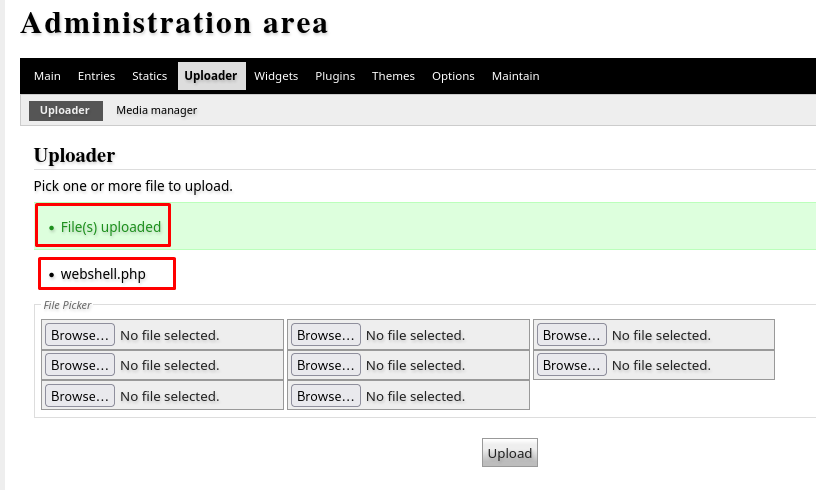 Administration area
Main Entries Statics Uploader Widgets Plugins Themes Options Maintain
Uploader Media manager
Uploader
Pick one or more file to upload.
• File(s) uploaded
• webshell.php
File Picker
Browse... No file selected. Browse... No file selected. Browse... No file selected.
Browse... No file selected. Browse... No file selected. Browse... No file selected.
Browse... No file selected. Browse... No file selected.
Upload